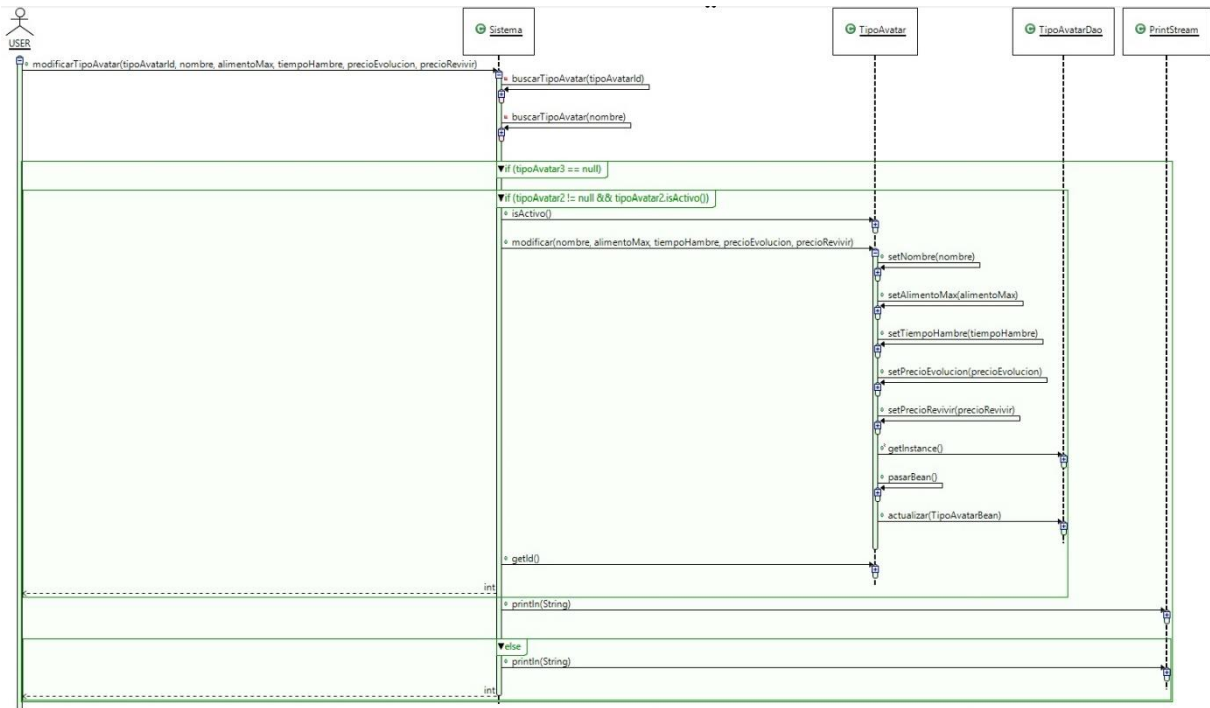 USER
Sistema
TipoAvatar
TipoAvatarDao
PrintStream
modificarTipoAvatar(tipoAvatarId, nombre, alimentoMax, tiempoHambre, precioEvolucion, precioRevivir)
buscarTipoAvatar(tipoAvatarId)
buscarTipoAvatar(nombre)
if (tipoAvatar3 == null)
if (tipoAvatar2 != null && tipoAvatar2.isActivo())
isActivo()
modificar(nombre, alimentoMax, tiempoHambre, precioEvolucion, precioRevivir)
setNombre(nombre)
setAlimentoMax(alimentoMax)
setTiempoHambre(tiempoHambre)
setPrecioEvolucion(precioEvolucion)
setPrecioRevivir(precioRevivir)
getInstance()
pasarBean()
actualizar(TipoAvatarBean)
getId()
int
println(String)
else
println(String)
int